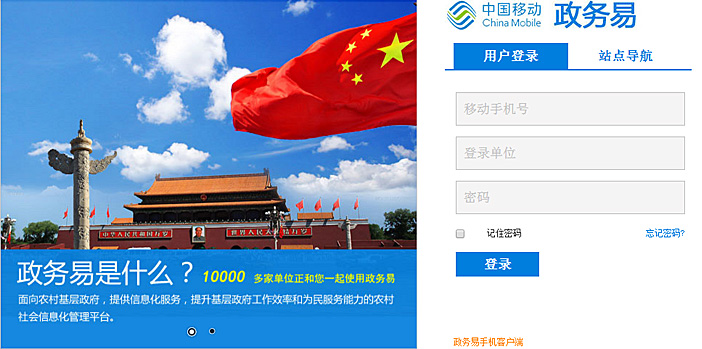 中国移动
China Mobile
政务易
用户登录
站点导航
移动手机号
登录单位
密码
记住密码
忘记密码?
登录
政务易手机客户端
中华人民共和国万岁
世界人民大团结万岁
政务易是什么？
10000 多家单位正和您一起使用政务易
面向农村基层政府，提供信息化服务，提升基层政府工作效率和为民服务能力的农村
社会信息化管理平台。